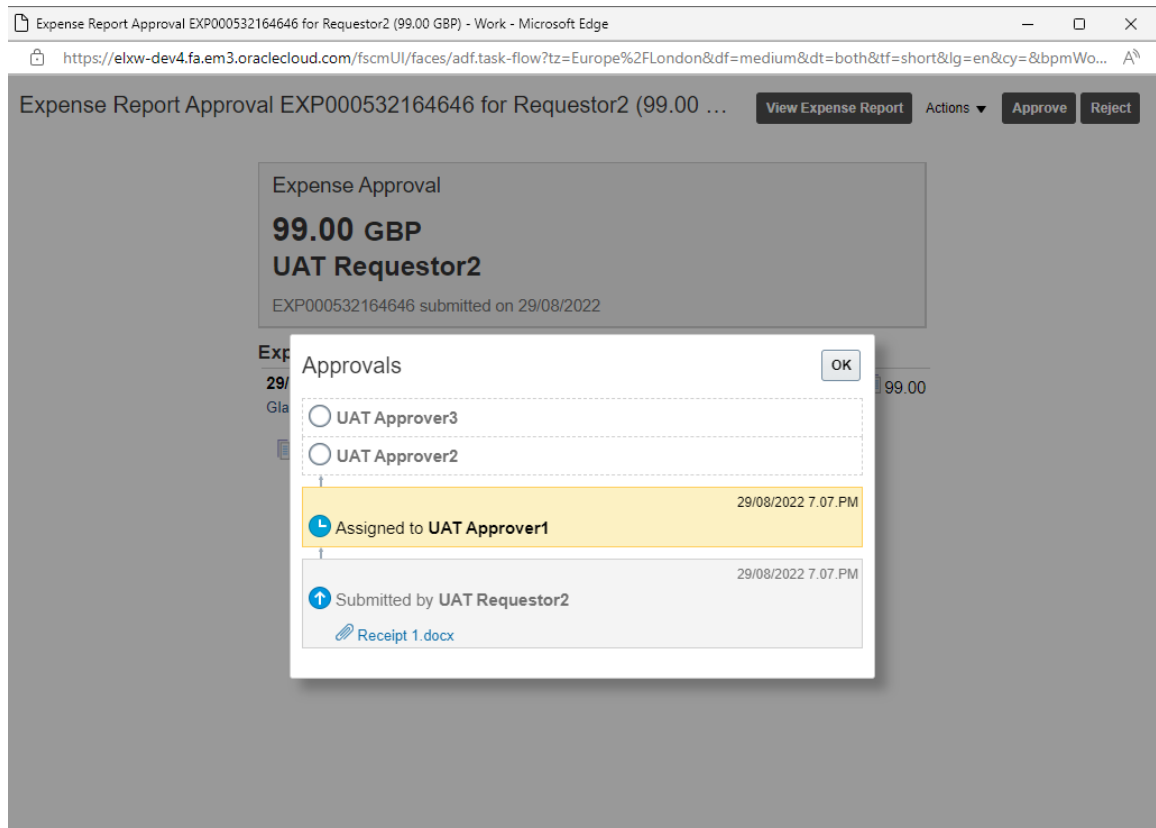 Expense Report Approval EXP000532164646 for Requestor2 (99.00 GBP) - Work - Microsoft Edge
https://elxw-dev4.fa.em3.oraclecloud.com/fscmUI/faces/adf.task-flow?tz=Europe%2FLondon&df=medium&dt=both&tf=short&lg=en&cy=&bpmWo...
Expense Report Approval EXP000532164646 for Requestor2 (99.00 ... View Expense Report Actions Approve Reject
Expense Approval
99.00 GBP
UAT Requestor2
EXP000532164646 submitted on 29/08/2022
Exp
29/ 99.00
Gla
Approvals OK
UAT Approver3
UAT Approver2
29/08/2022 7.07.PM
Assigned to UAT Approver1
29/08/2022 7.07.PM
Submitted by UAT Requestor2
Receipt 1.docx